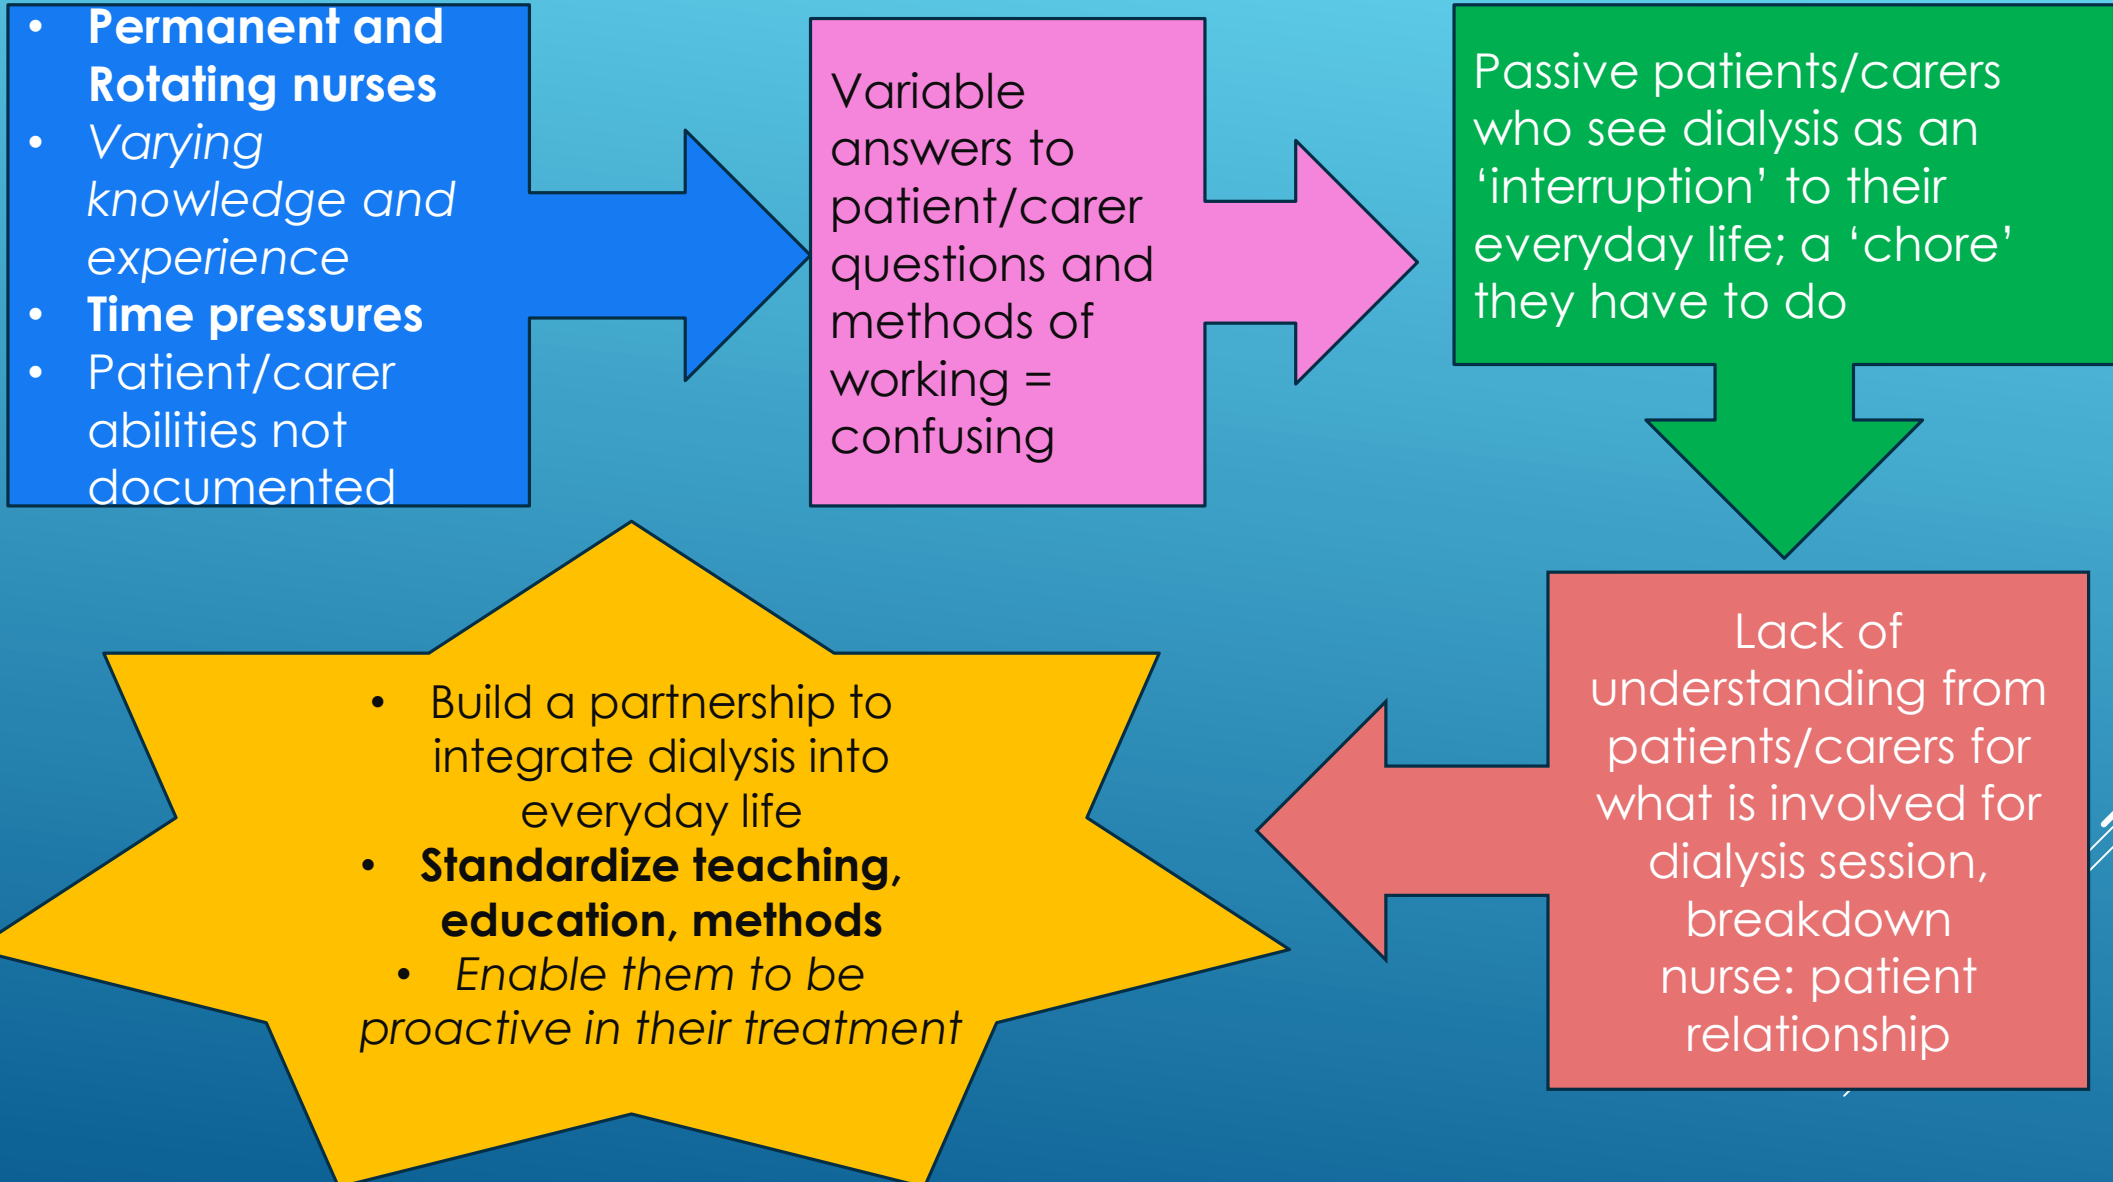 • Permanent and
Rotating nurses
• Varying
knowledge and
experience
• Time pressures
• Patient/carer
abilities not
documented
Variable
answers to
patient/carer
questions and
methods of
working =
confusing
Passive patients/carers
who see dialysis as an
‘interruption’ to their
everyday life; a ‘chore’
they have to do
Lack of
understanding from
patients/carers for
what is involved for
dialysis session,
breakdown
nurse: patient
relationship
• Build a partnership to
integrate dialysis into
everyday life
• Standardize teaching,
education, methods
• Enable them to be
proactive in their treatment